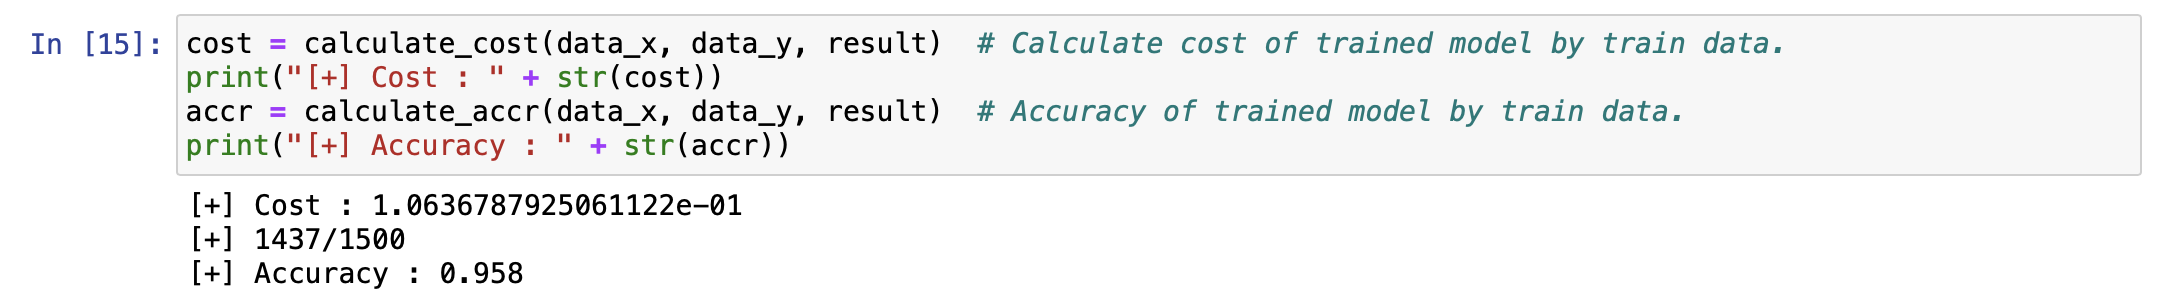 In [15]: cost = calculate_cost(data_x, data_y, result)  # Calculate cost of trained model by train data.
print("[+] Cost : " + str(cost))
accr = calculate_accr(data_x, data_y, result)  # Accuracy of trained model by train data.
print("[+] Accuracy : " + str(accr))
[+] Cost : 1.0636787925061122e-01
[+] 1437/1500
[+] Accuracy : 0.958